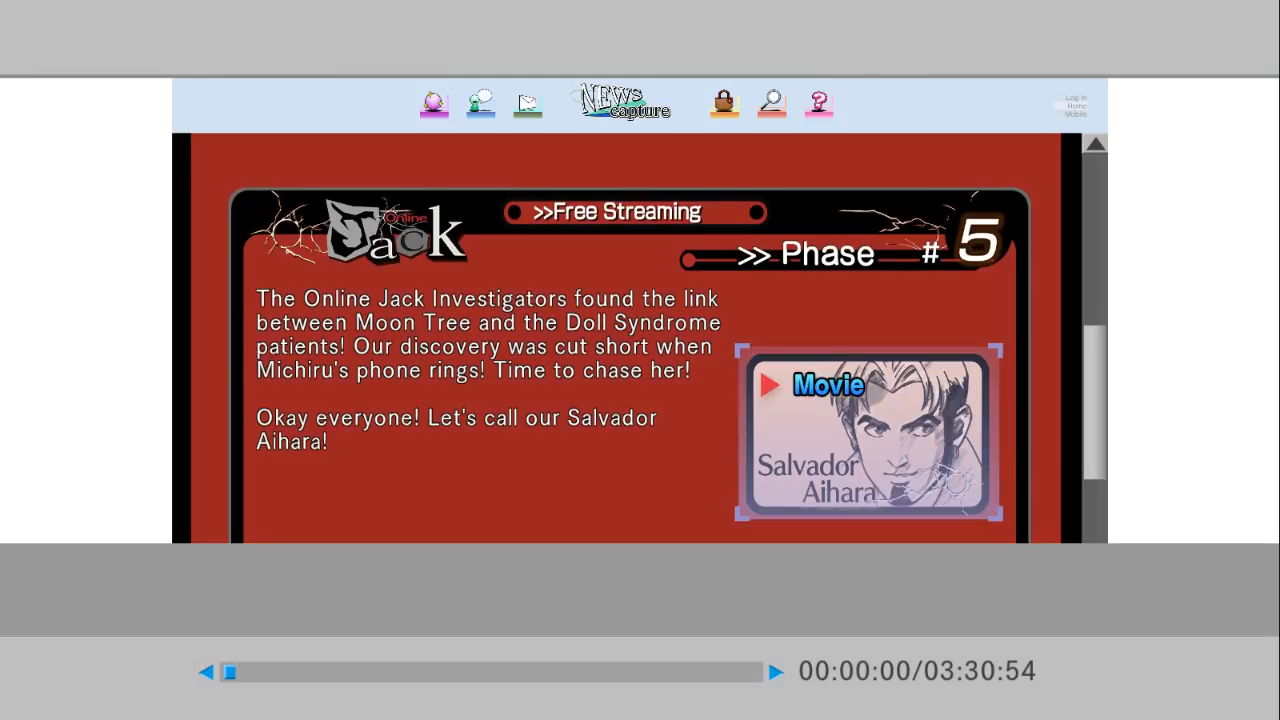 NEWS
capture
Log in
Home
Mobile
Online
Jack
>>Free Streaming
>> Phase # 5
The Online Jack Investigators found the link
between Moon Tree and the Doll Syndrome
patients! Our discovery was cut short when
Michiru's phone rings! Time to chase her!
Okay everyone! Let's call our Salvador
Aihara!
Movie
Salvador
Aihara
00:00:00/03:30:54